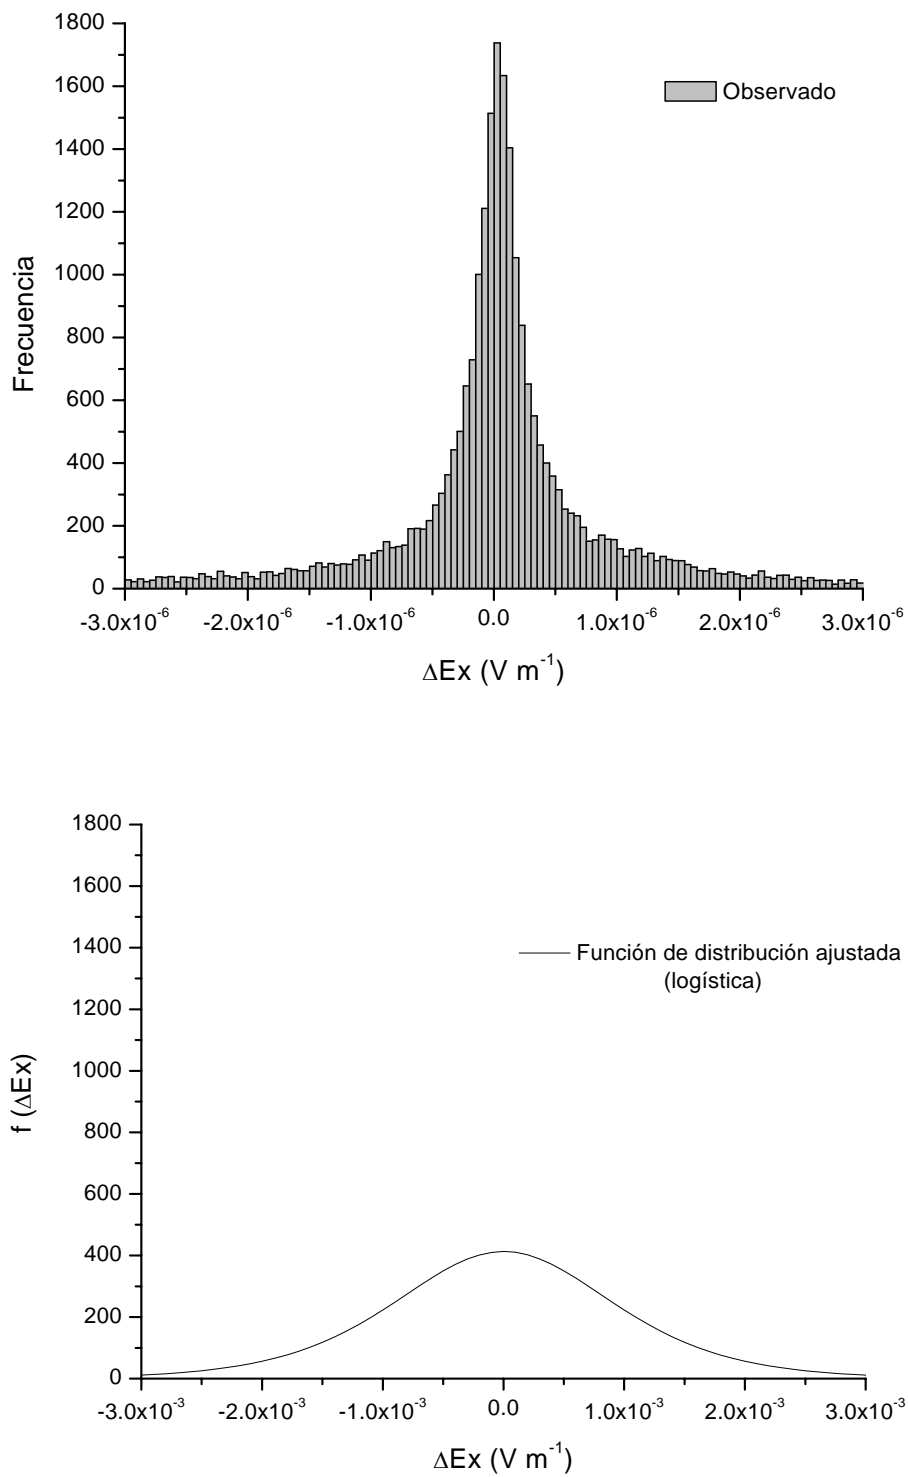 1800
1600
1400
1200
1000
800
600
400
200
0
Frecuencia
Observado
-3.0x10⁻⁶ -2.0x10⁻⁶ -1.0x10⁻⁶ 0.0 1.0x10⁻⁶ 2.0x10⁻⁶ 3.0x10⁻⁶
ΔEx (V m⁻¹)
1800
1600
1400
1200
1000
800
600
400
200
0
f (ΔEx)
Función de distribución ajustada
(logística)
-3.0x10⁻³ -2.0x10⁻³ -1.0x10⁻³ 0.0 1.0x10⁻³ 2.0x10⁻³ 3.0x10⁻³
ΔEx (V m⁻¹)